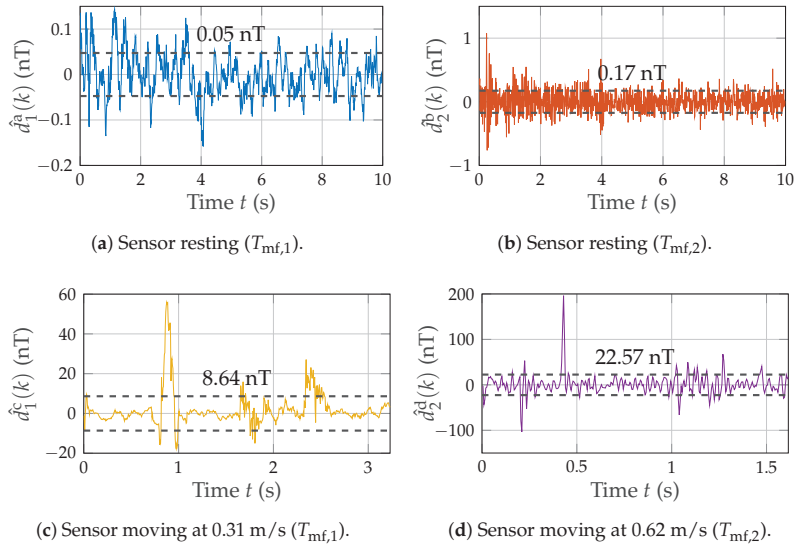 0.1
0
−0.1
−0.2
d̂₁ᵃ(k) (nT)
0.05 nT
0 2 4 6 8 10
Time t (s)
(a) Sensor resting (Tmf,1).
1
0
−1
d̂₂ᵇ(k) (nT)
0.17 nT
0 2 4 6 8 10
Time t (s)
(b) Sensor resting (Tmf,2).
60
40
20
0
−20
d̂₁ᶜ(k) (nT)
8.64 nT
0 1 2 3
Time t (s)
(c) Sensor moving at 0.31 m/s (Tmf,1).
200
100
0
−100
d̂₂ᵈ(k) (nT)
22.57 nT
0 0.5 1 1.5
Time t (s)
(d) Sensor moving at 0.62 m/s (Tmf,2).